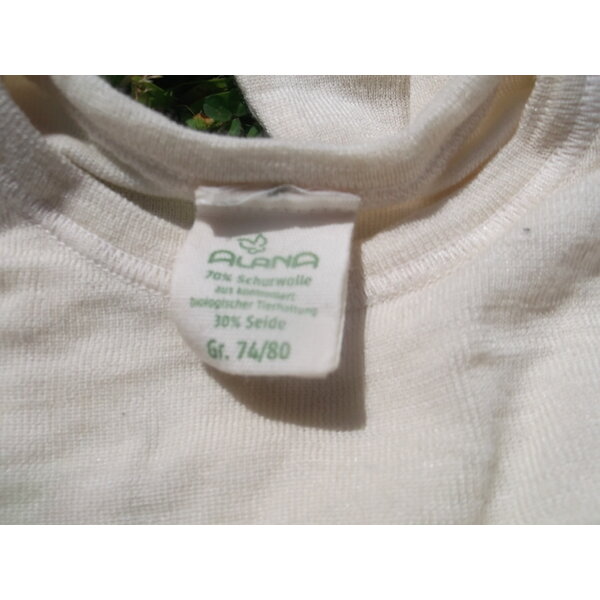 ALANA
70% Schurwolle
aus kontrolliert
biologischer Tierhaltung
30% Seide
Gr. 74/80